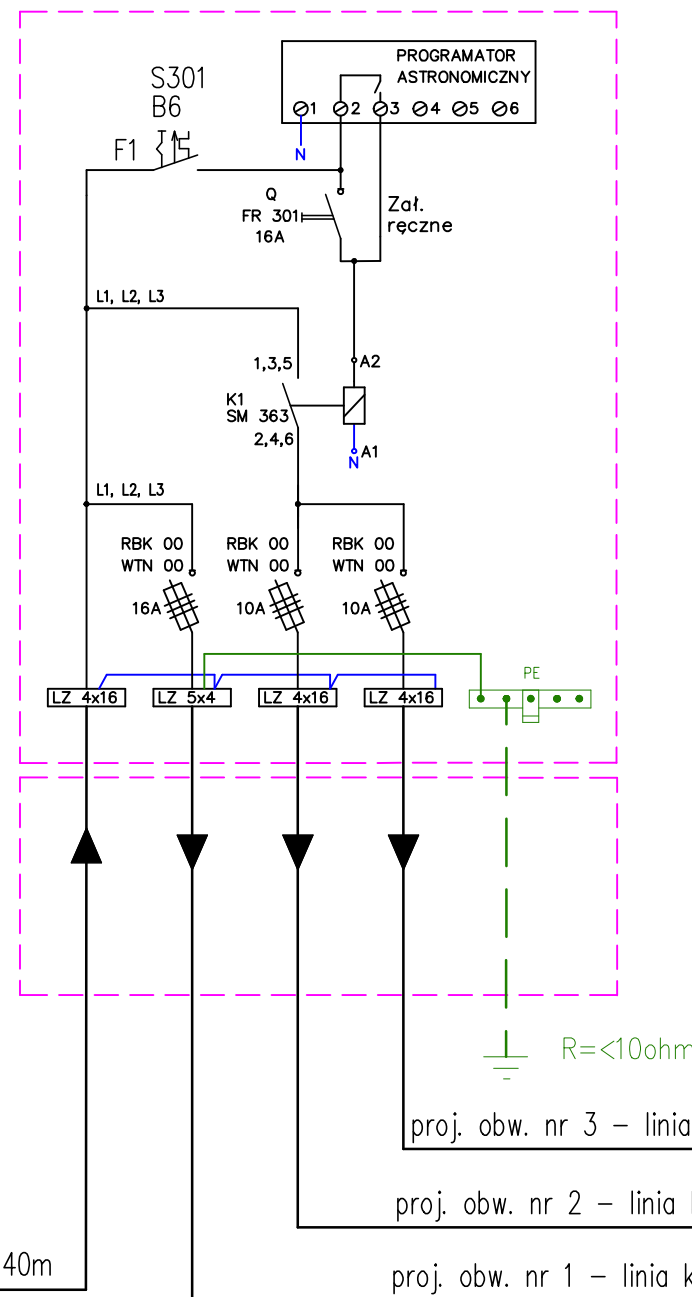 PROGRAMATOR
ASTRONOMICZNY
1 2 3 4 5 6
N
S301
B6
F1
Q
FR 301
16A
Zał.
ręczne
L1, L2, L3
1,3,5
A2
K1
SM 363
2,4,6
A1
N
L1, L2, L3
RBK 00
WTN 00
16A
RBK 00
WTN 00
10A
RBK 00
WTN 00
10A
PE
LZ 4x16
LZ 5x4
LZ 4x16
LZ 4x16
R=<10ohm
proj. obw. nr 3 – linia
proj. obw. nr 2 – linia
40m
proj. obw. nr 1 – linia k